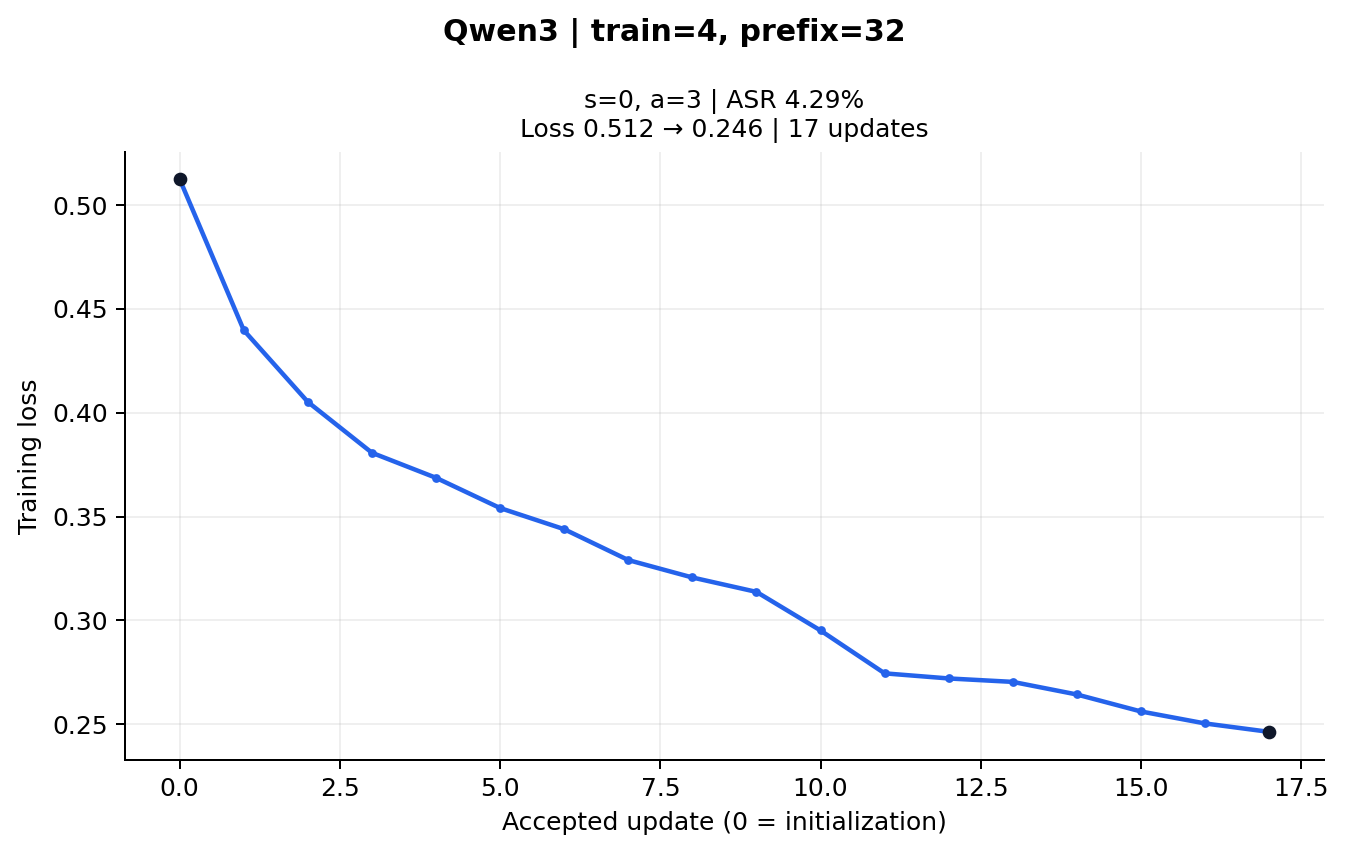 Qwen3 | train=4, prefix=32
s=0, a=3 | ASR 4.29%
Loss 0.512 → 0.246 | 17 updates
Training loss
0.50
0.45
0.40
0.35
0.30
0.25
0.0 2.5 5.0 7.5 10.0 12.5 15.0 17.5
Accepted update (0 = initialization)